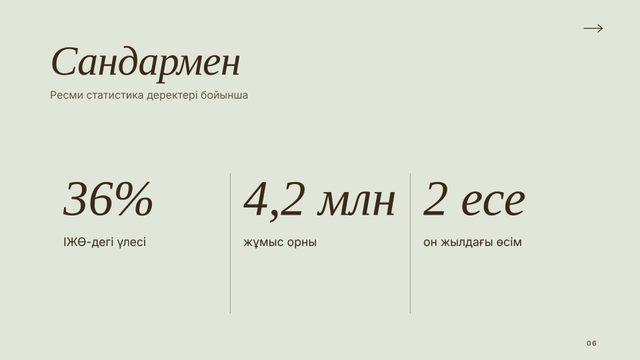 Сандармен
Ресми статистика деректері бойынша
36%
ІЖӨ-дегі үлесі
4,2 млн
жұмыс орны
2 есе
он жылдағы өсім
06